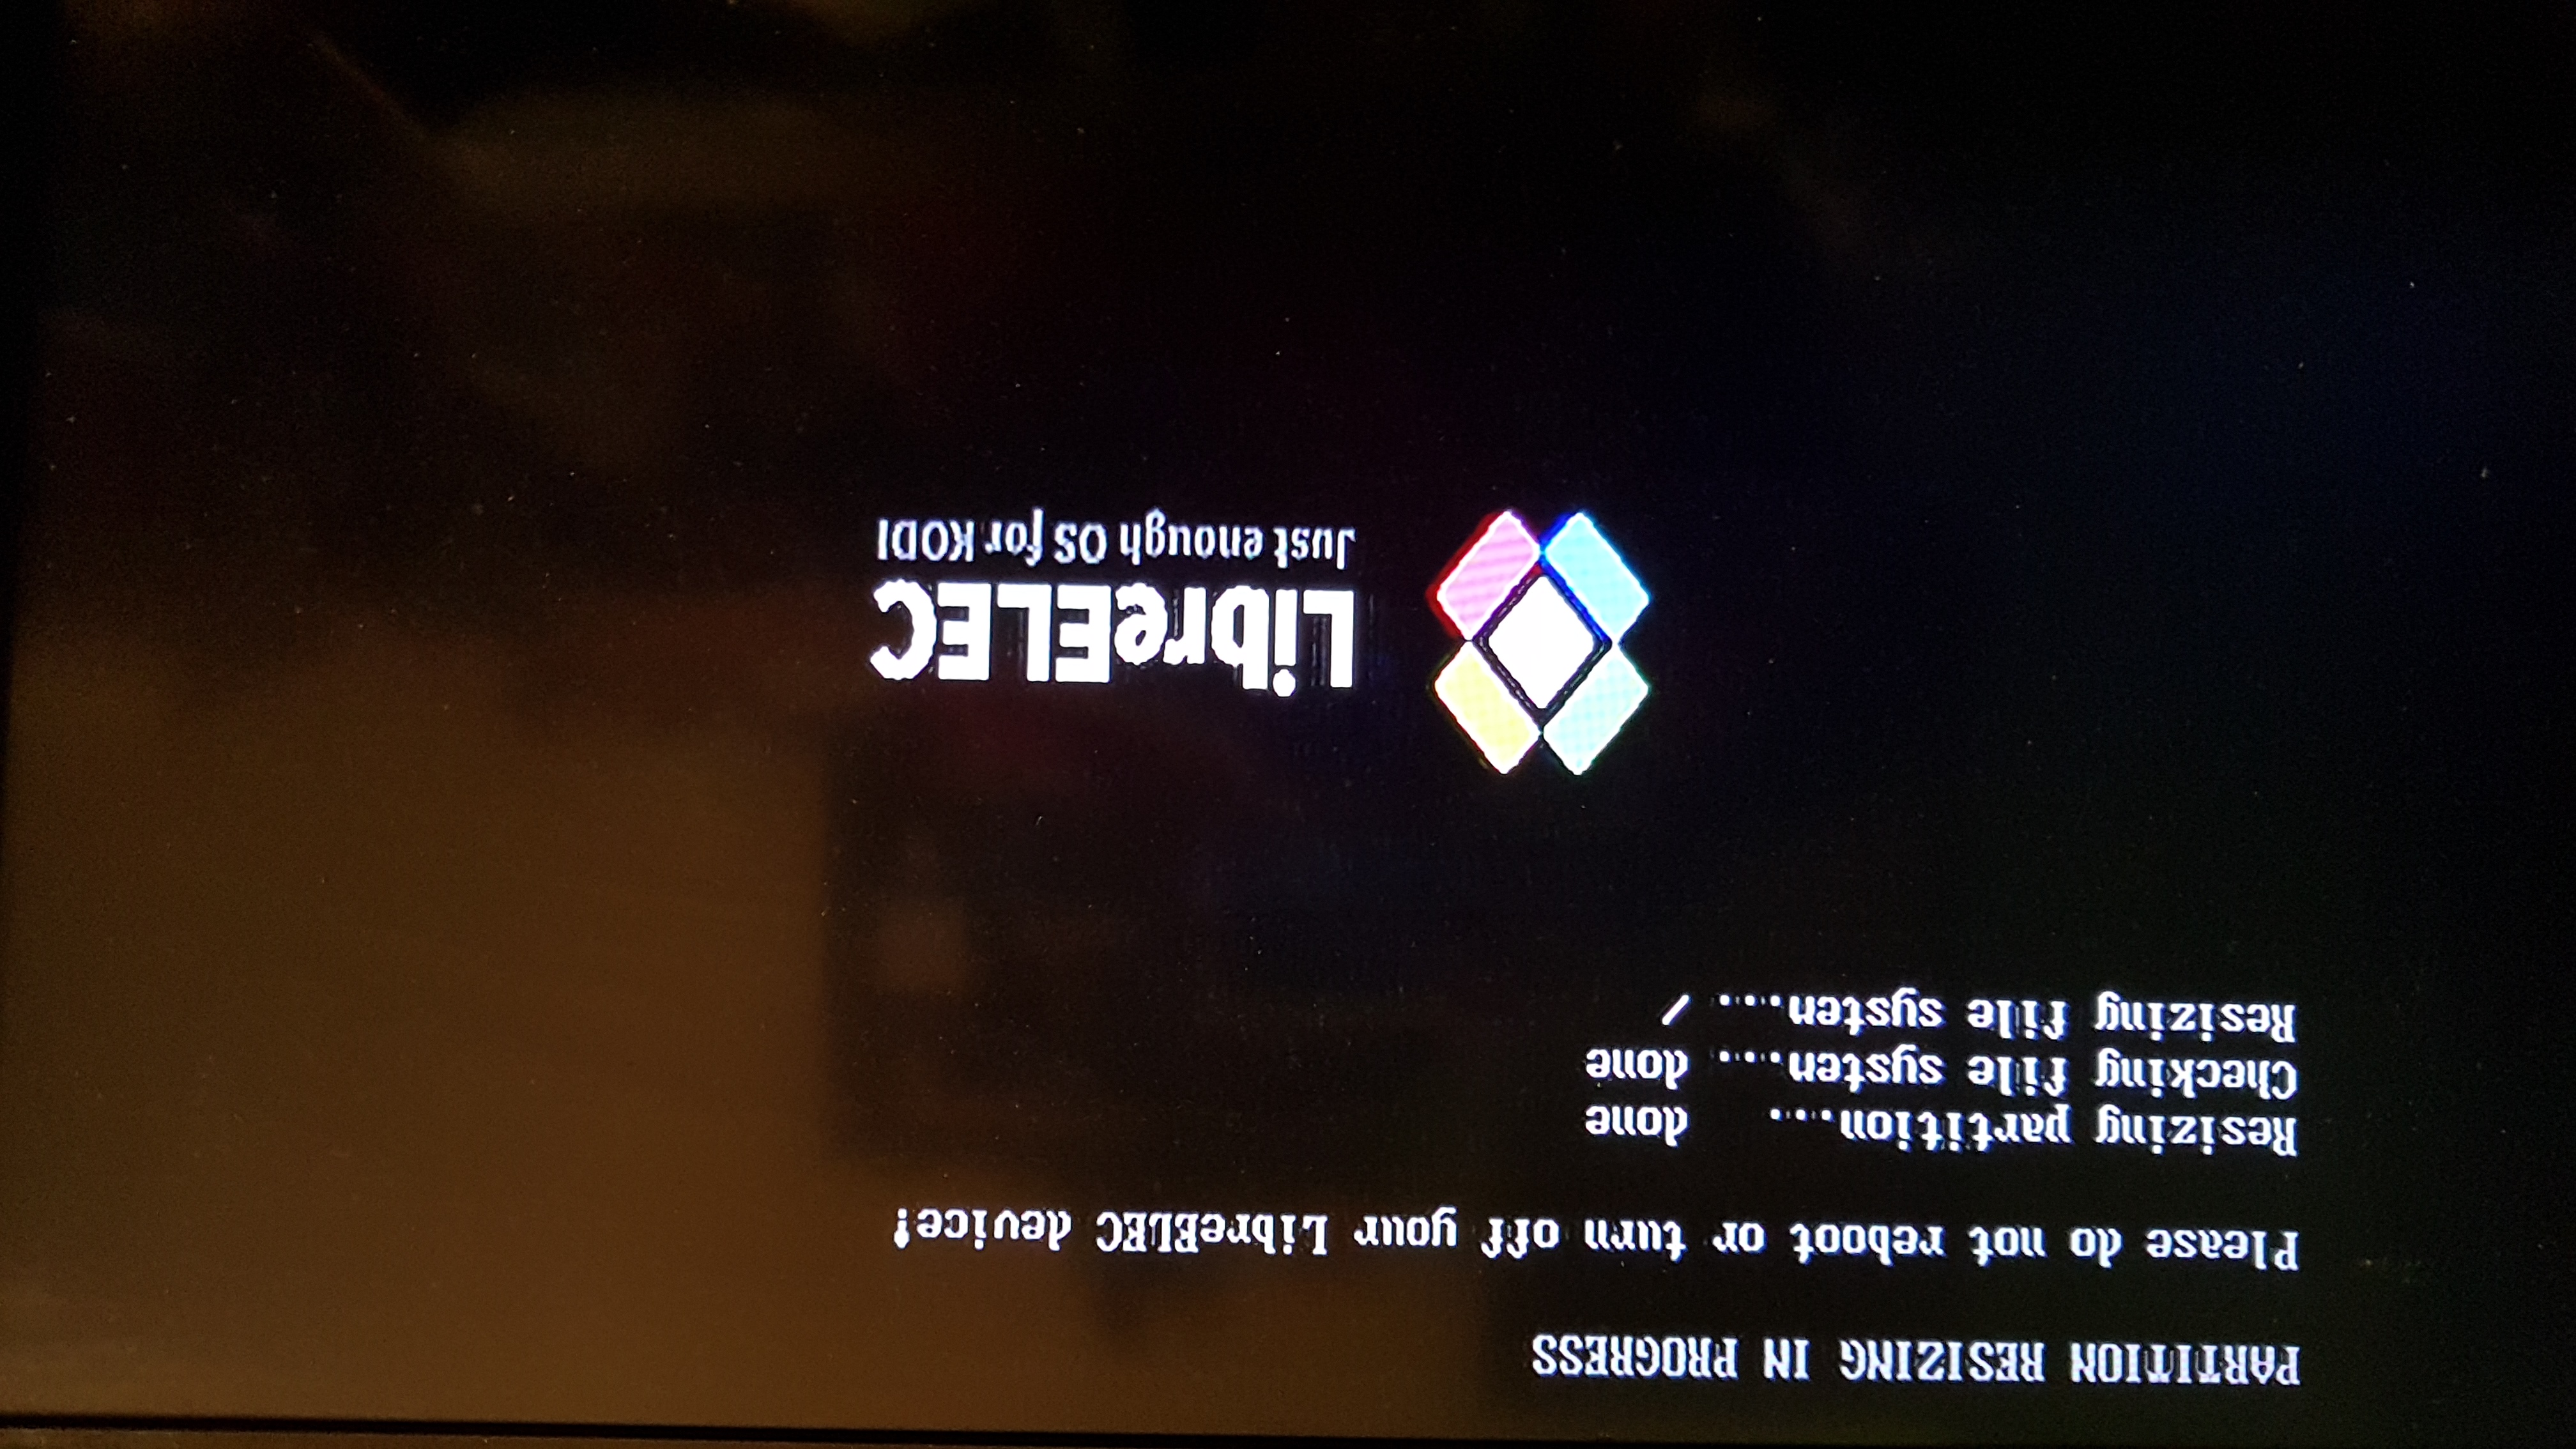 PARTITION RESIZING IN PROGRESS
Please do not reboot or turn off your LibreELEC device!
Resizing partition.... done
Checking file system.... done
Resizing file system.... /
LibreELEC
Just enough OS for KODI